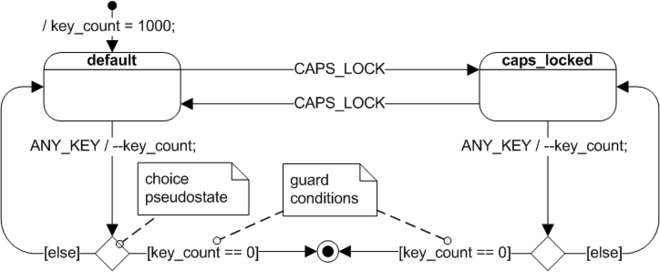 / key_count = 1000;
default
caps_locked
CAPS_LOCK
CAPS_LOCK
ANY_KEY / --key_count;
ANY_KEY / --key_count;
choice
pseudostate
guard
conditions
[else]
[key_count == 0]
[key_count == 0]
[else]